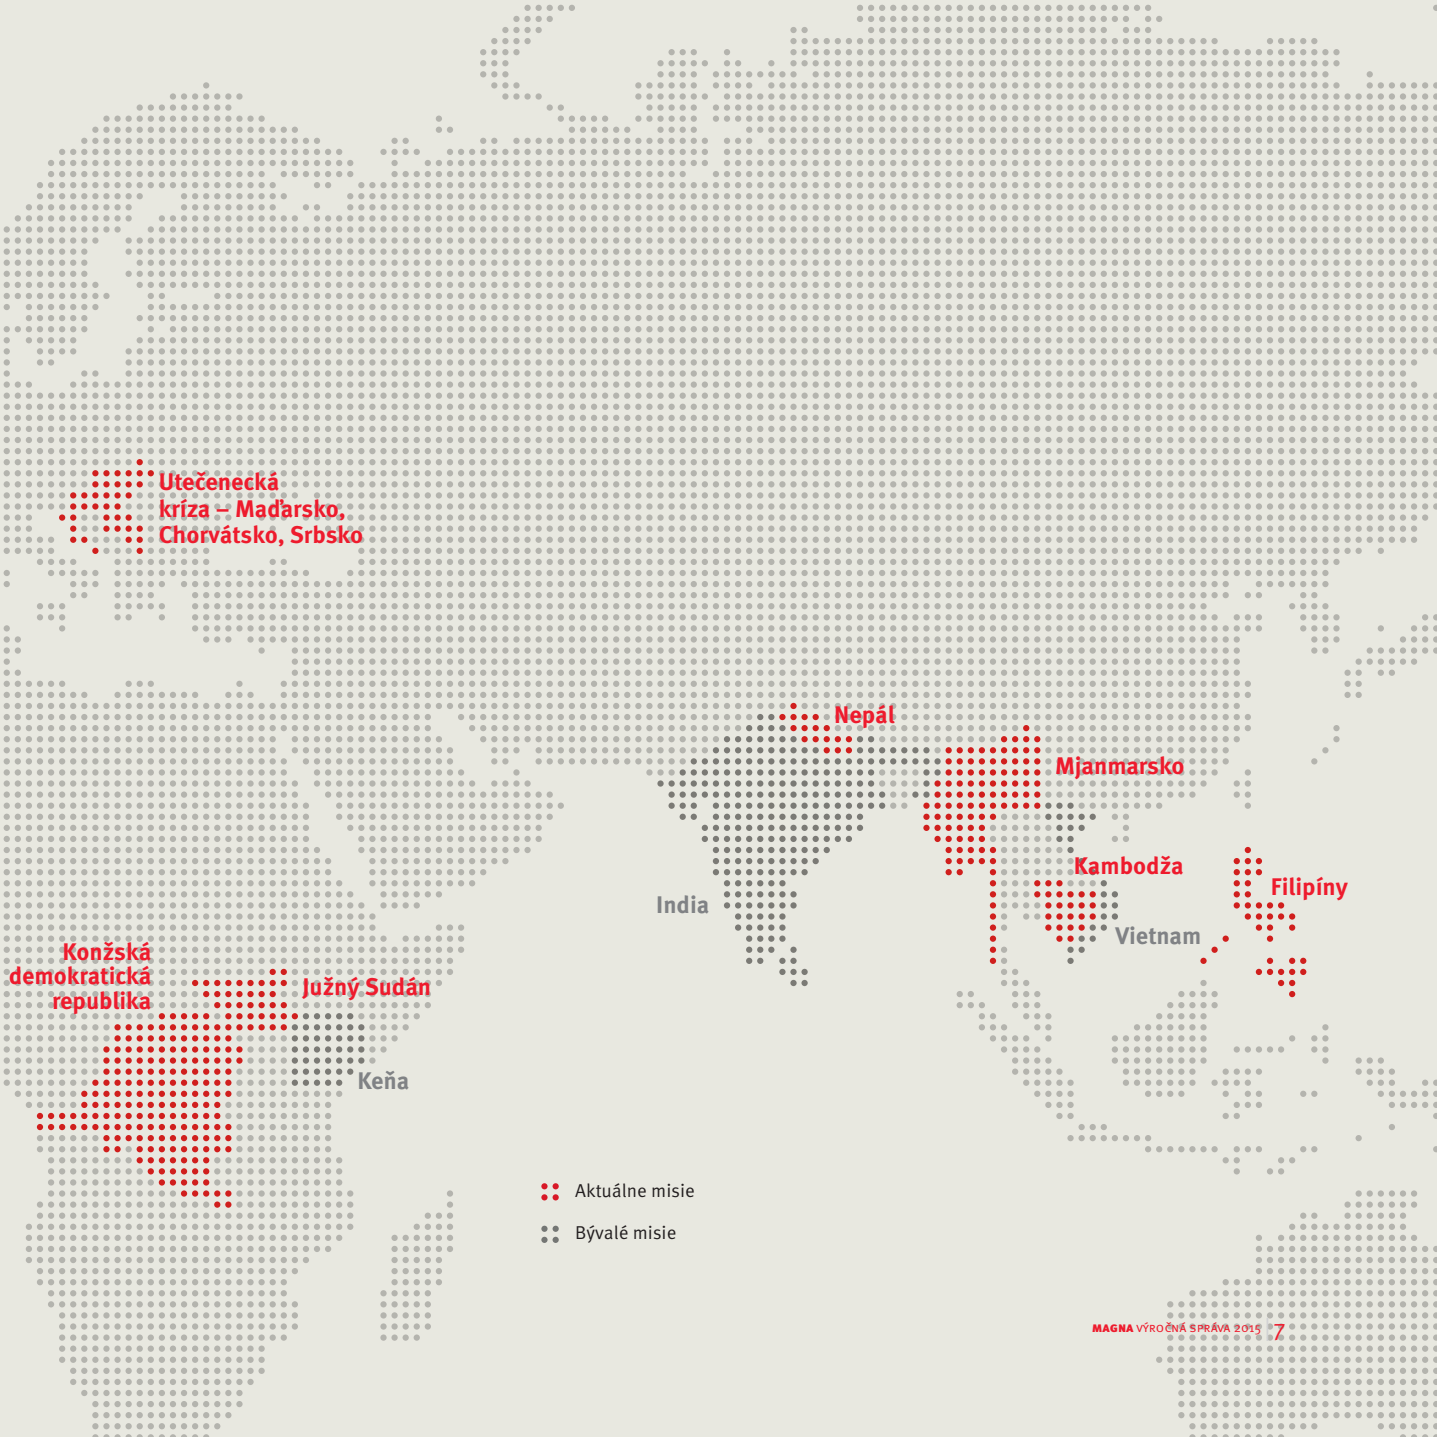 Utečenecká
kríza – Maďarsko,
Chorvátsko, Srbsko
Nepál
Mjanmarsko
Kambodža
Filipíny
India
Vietnam
Konžská
demokratická
republika
Južný Sudán
Keňa
Aktuálne misie
Bývalé misie
MAGNA VÝROČNÁ SPRÁVA 2015 7